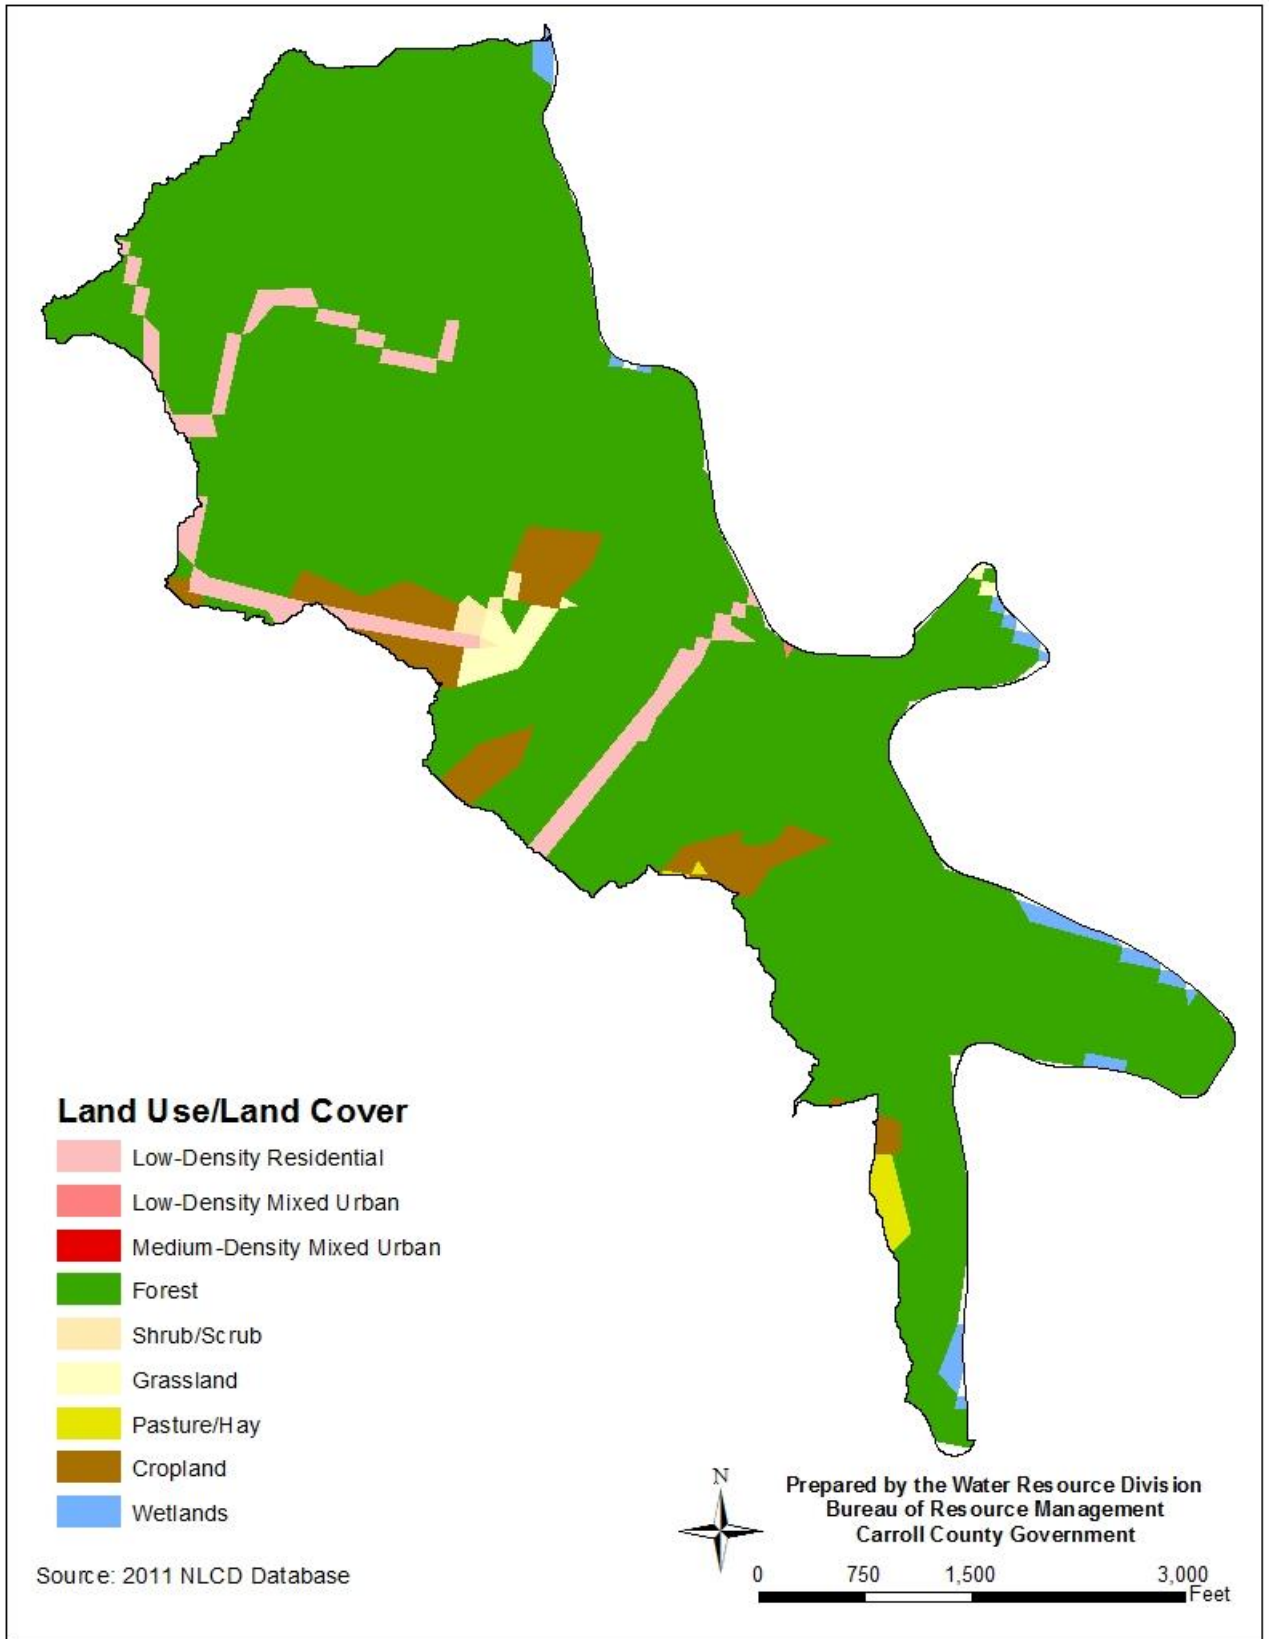 Land Use/Land Cover
Low-Density Residential
Low-Density Mixed Urban
Medium-Density Mixed Urban
Forest
Shrub/Scrub
Grassland
Pasture/Hay
Cropland
Wetlands
Source: 2011 NLCD Database
N
Prepared by the Water Resource Division
Bureau of Resource Management
Carroll County Government
0 750 1,500 3,000
Feet